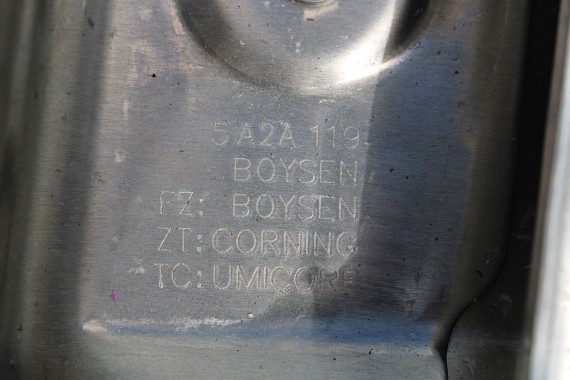 5A2A 119
BOYSEN
FZ: BOYSEN
ZT: CORNING
TC: UMICORE